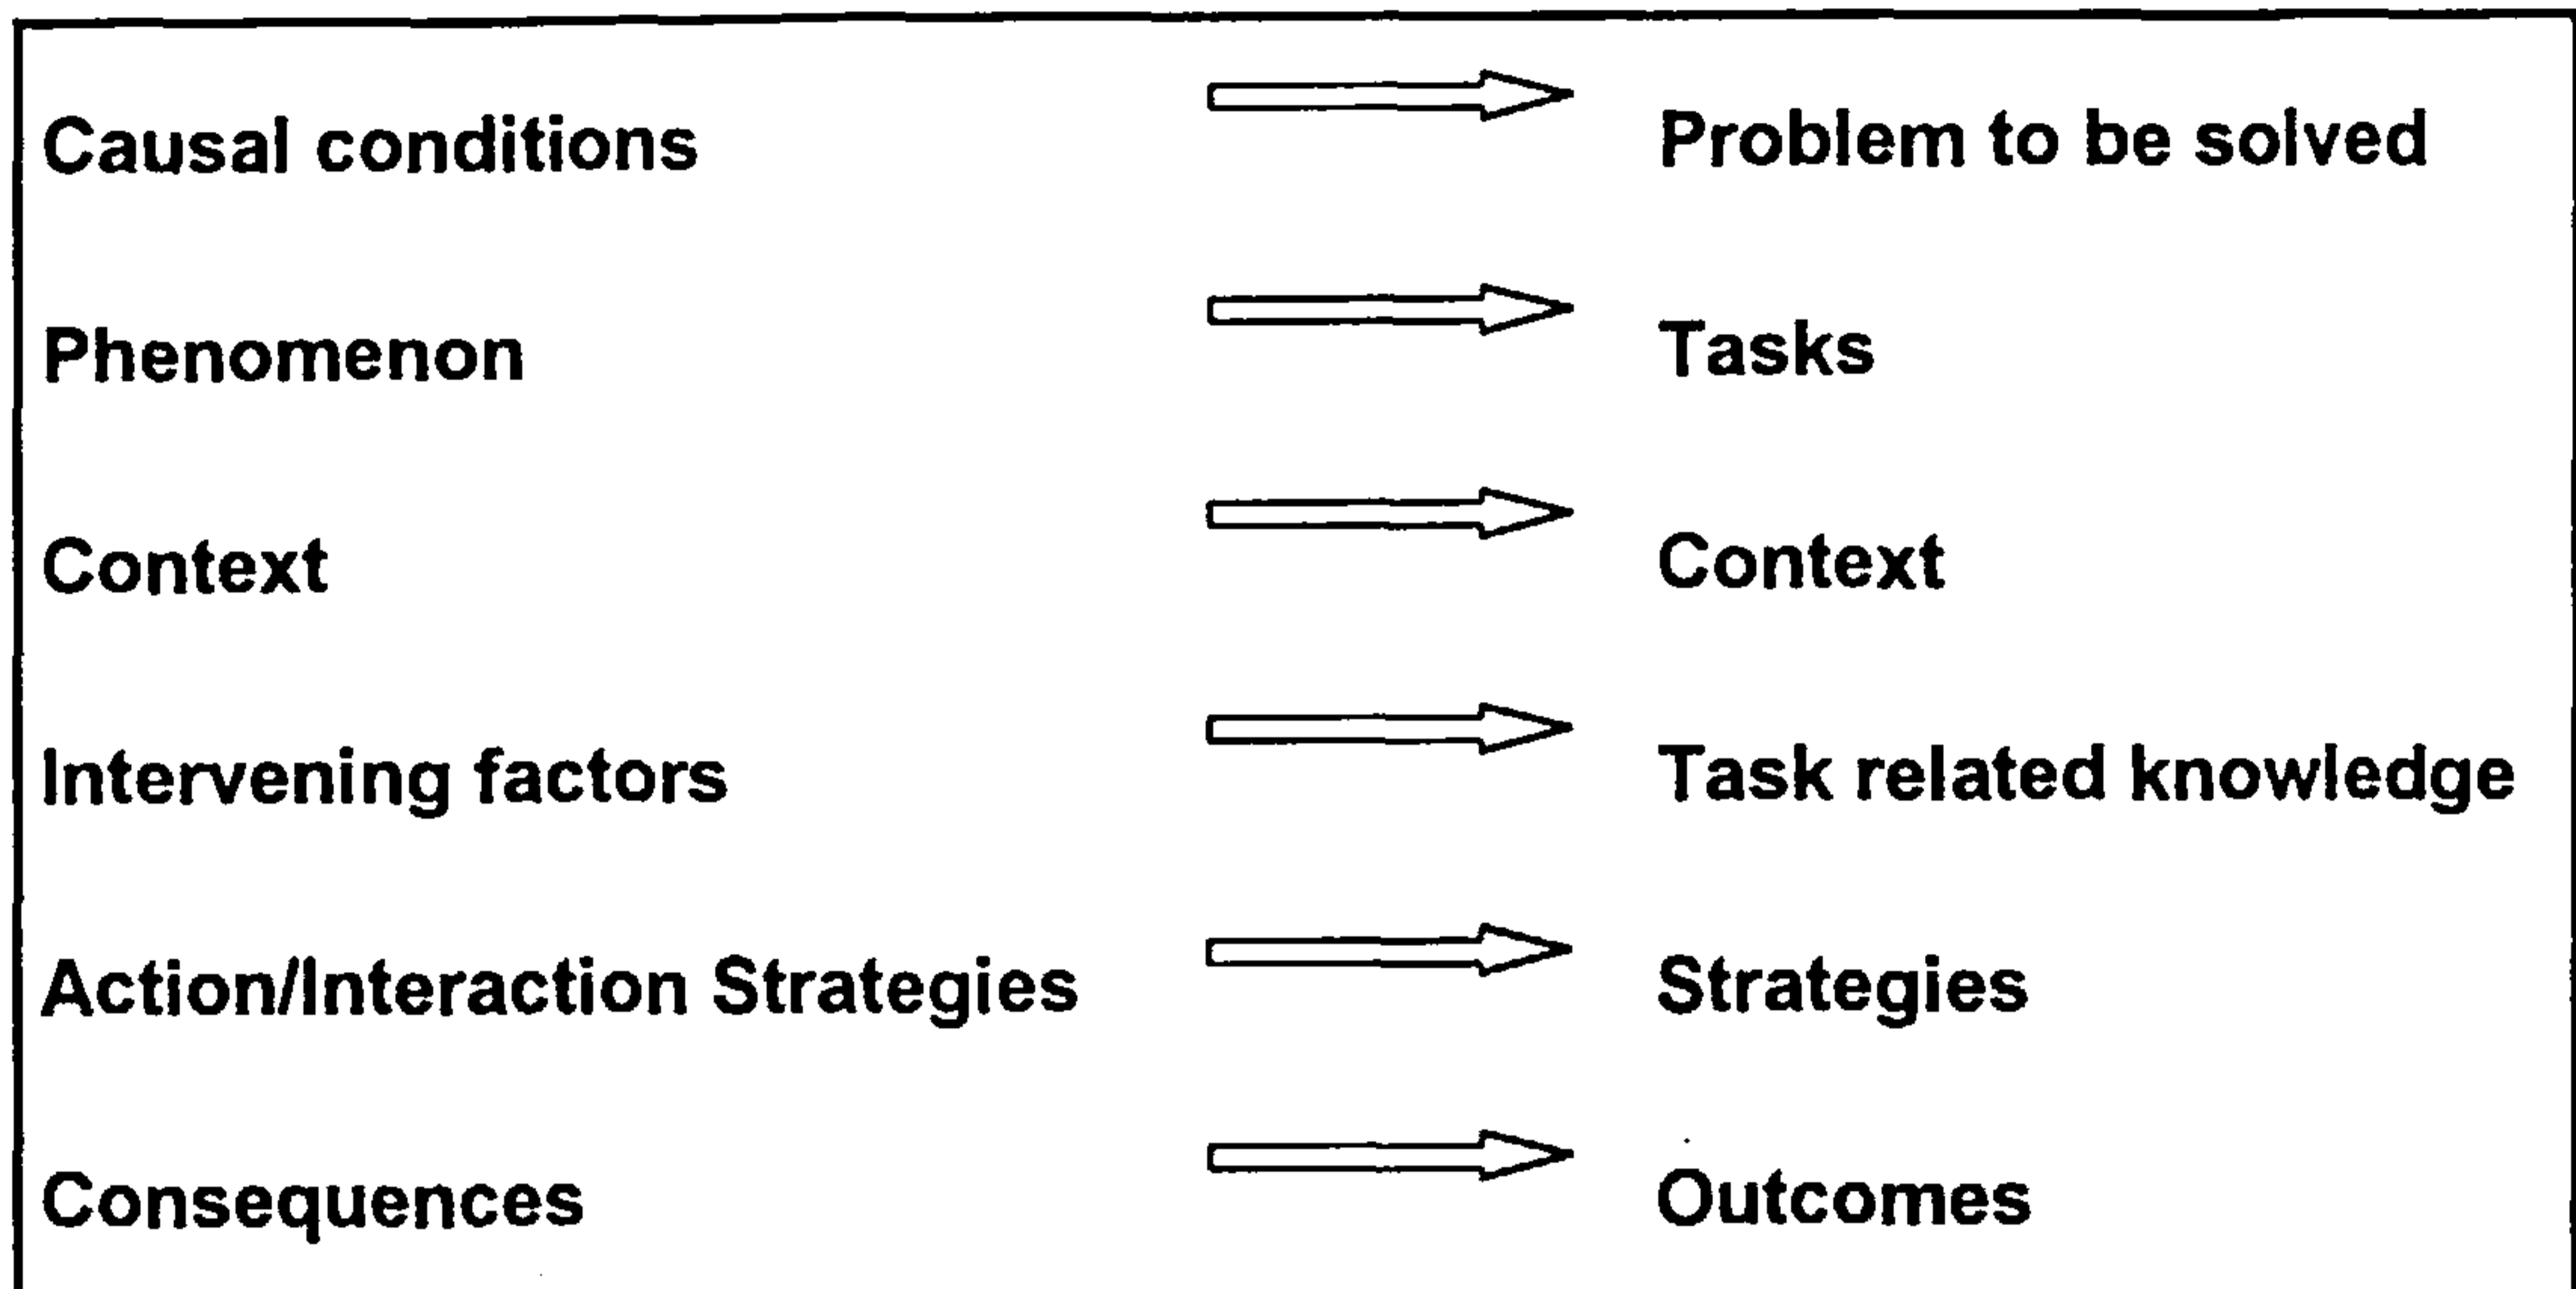 Causal conditions Problem to be solved
Phenomenon Tasks
Context Context
Intervening factors Task related knowledge
Action/Interaction Strategies Strategies
Consequences Outcomes